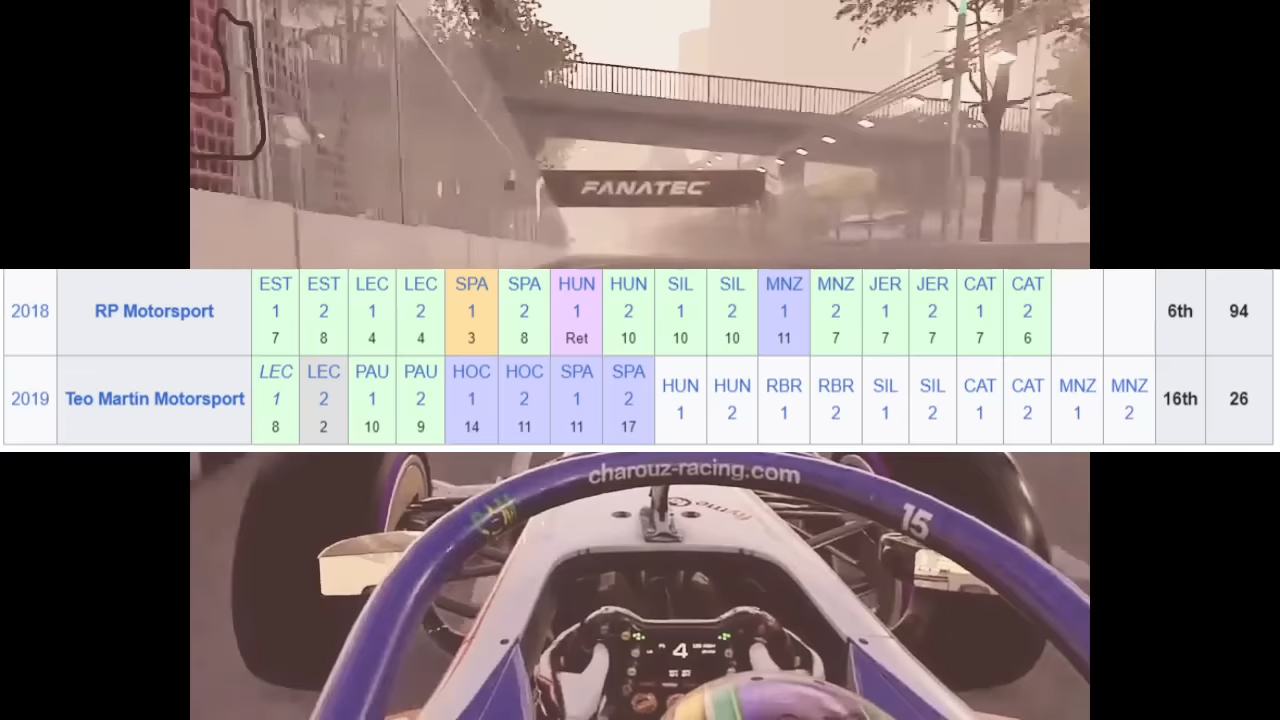 FANATEC
EST EST LEC LEC SPA SPA HUN HUN SIL SIL MNZ MNZ JER JER CAT CAT
2018 RP Motorsport 1 2 1 2 1 2 1 2 1 2 1 2 1 2 1 2 6th 94
7 8 4 4 3 8 Ret 10 10 10 11 7 7 7 7 6
LEC LEC PAU PAU HOC HOC SPA SPA HUN HUN RBR RBR SIL SIL CAT CAT MNZ MNZ
2019 Teo Martín Motorsport 1 2 1 2 1 2 1 2 1 2 1 2 1 2 1 2 1 2 16th 26
8 2 10 9 14 11 11 17
charouz-racing.com
15
4